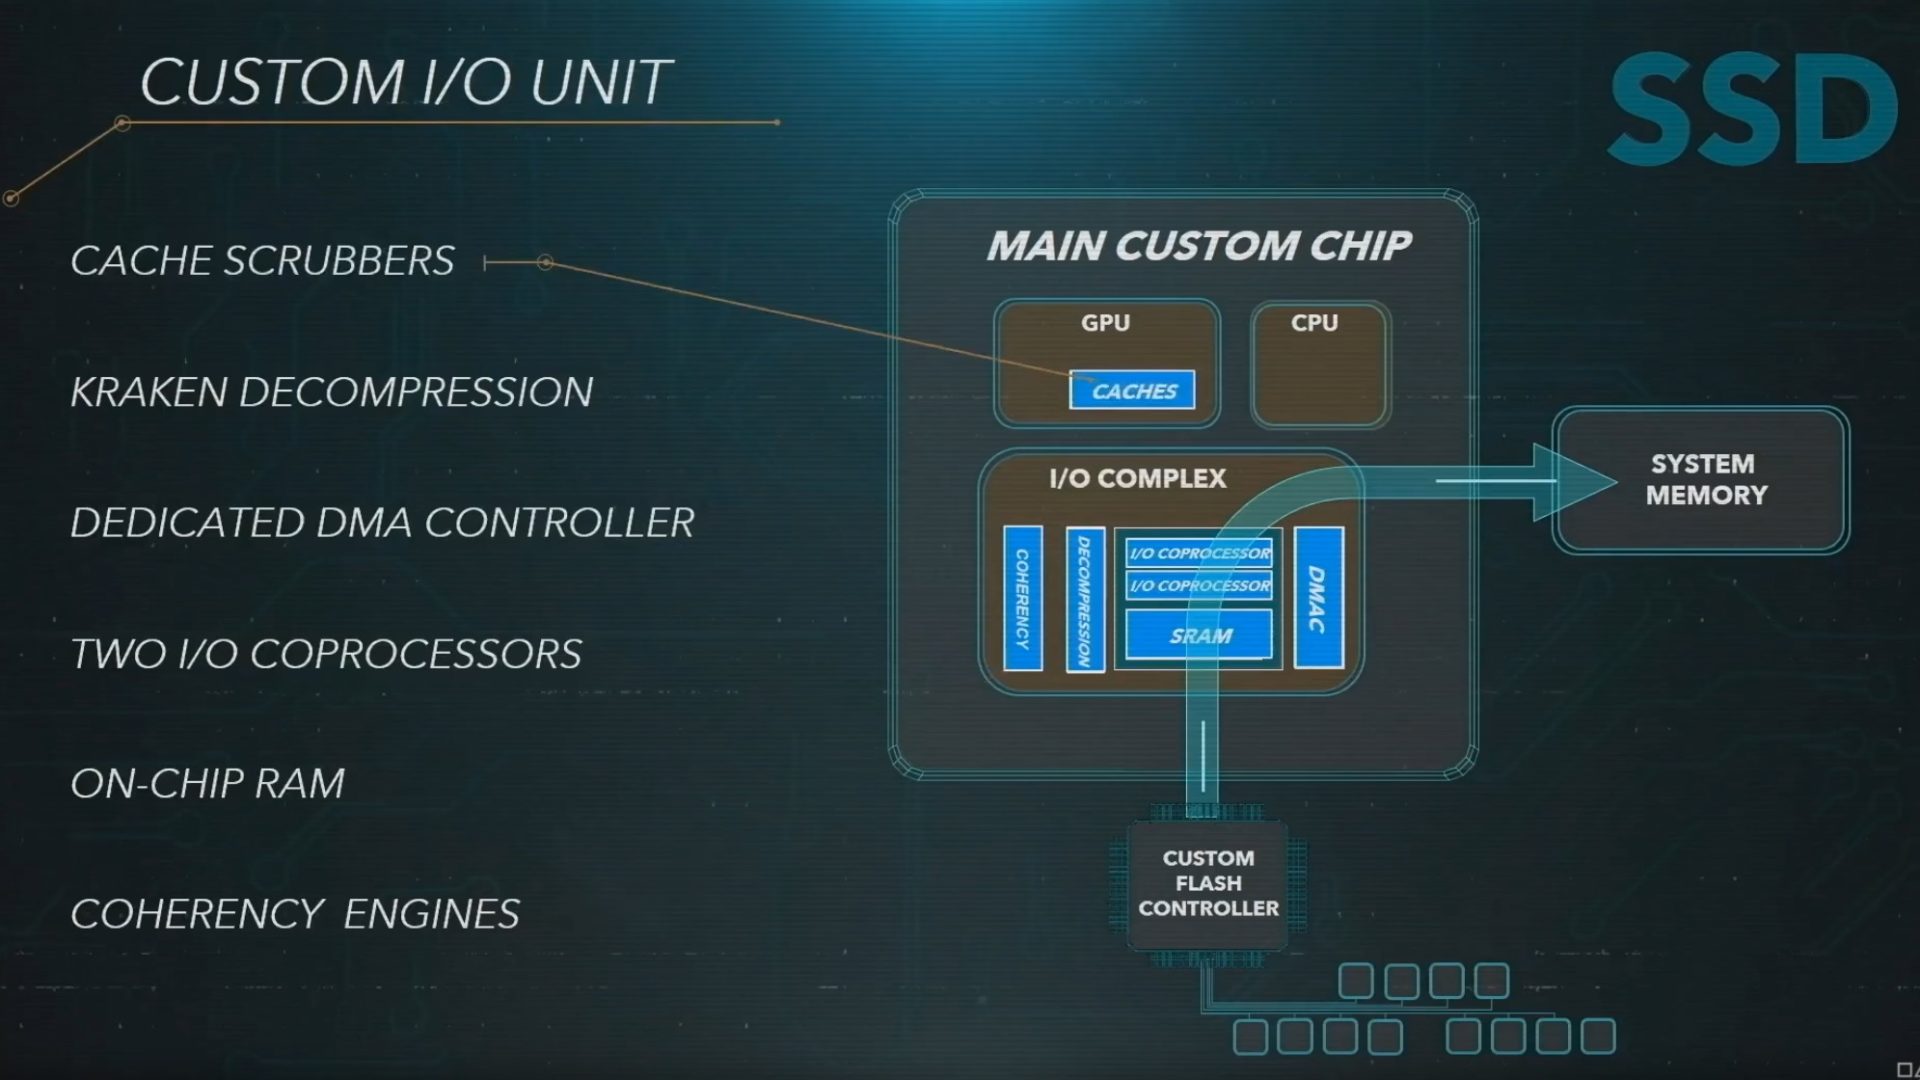 CUSTOM I/O UNIT
SSD
CACHE SCRUBBERS
KRAKEN DECOMPRESSION
DEDICATED DMA CONTROLLER
TWO I/O COPROCESSORS
ON-CHIP RAM
COHERENCY ENGINES
MAIN CUSTOM CHIP
GPU
CPU
CACHES
I/O COMPLEX
COHERENCY
DECOMPRESSION
I/O COPROCESSOR
I/O COPROCESSOR
SRAM
DMAC
SYSTEM
MEMORY
CUSTOM
FLASH
CONTROLLER